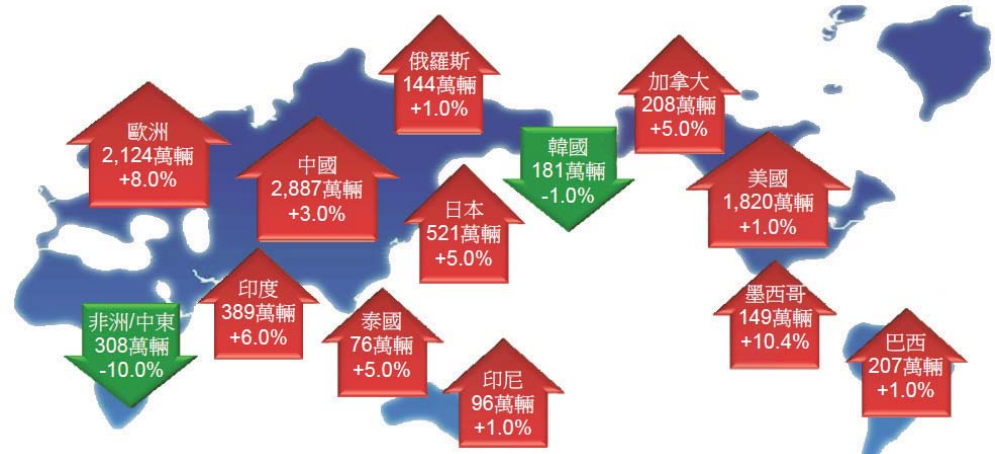 俄羅斯
144萬輛
+1.0%
加拿大
208萬輛
+5.0%
歐洲
2,124萬輛
+8.0%
中國
2,887萬輛
+3.0%
韓國
181萬輛
-1.0%
美國
1,820萬輛
+1.0%
日本
521萬輛
+5.0%
印度
389萬輛
+6.0%
墨西哥
149萬輛
+10.4%
非洲/中東
308萬輛
-10.0%
泰國
76萬輛
+5.0%
巴西
207萬輛
+1.0%
印尼
96萬輛
+1.0%